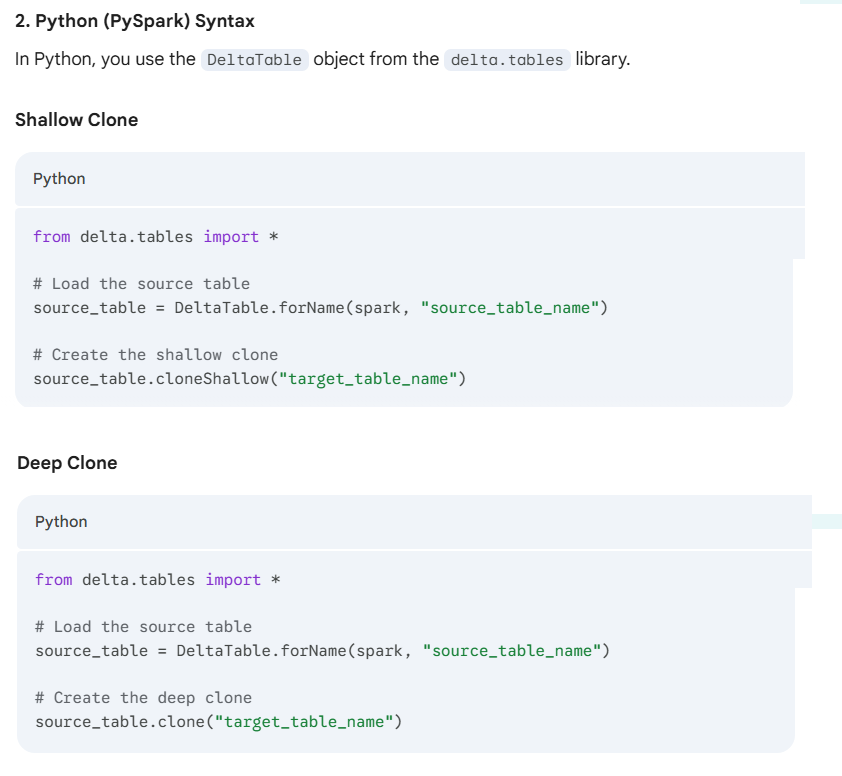 2. Python (PySpark) Syntax
In Python, you use the DeltaTable object from the delta.tables library.
Shallow Clone
Python
from delta.tables import *
# Load the source table
source_table = DeltaTable.forName(spark, "source_table_name")
# Create the shallow clone
source_table.cloneShallow("target_table_name")
Deep Clone
Python
from delta.tables import *
# Load the source table
source_table = DeltaTable.forName(spark, "source_table_name")
# Create the deep clone
source_table.clone("target_table_name")